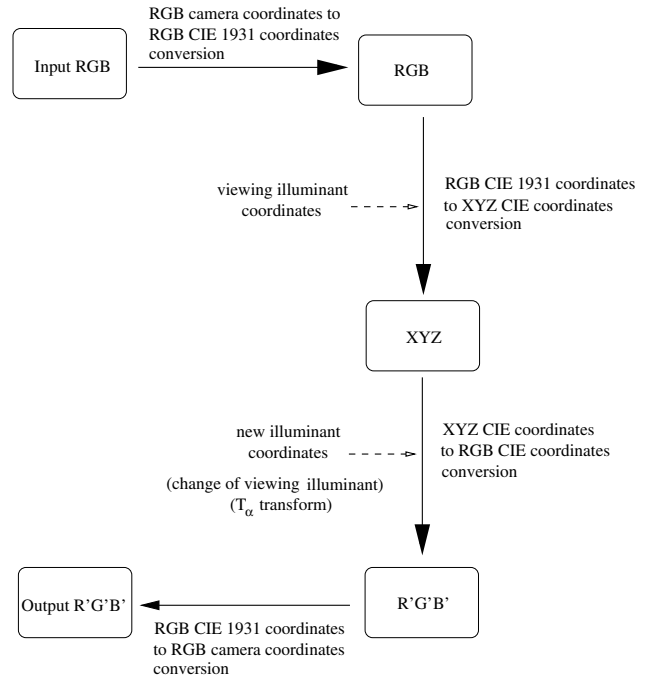 RGB camera coordinates to
RGB CIE 1931 coordinates
conversion
Input RGB
RGB
viewing illuminant
coordinates
RGB CIE 1931 coordinates
to XYZ CIE coordinates
conversion
XYZ
new illuminant
coordinates
(change of viewing illuminant)
(Tα transform)
XYZ CIE coordinates
to RGB CIE coordinates
conversion
Output R'G'B'
R'G'B'
RGB CIE 1931 coordinates
to RGB camera coordinates
conversion